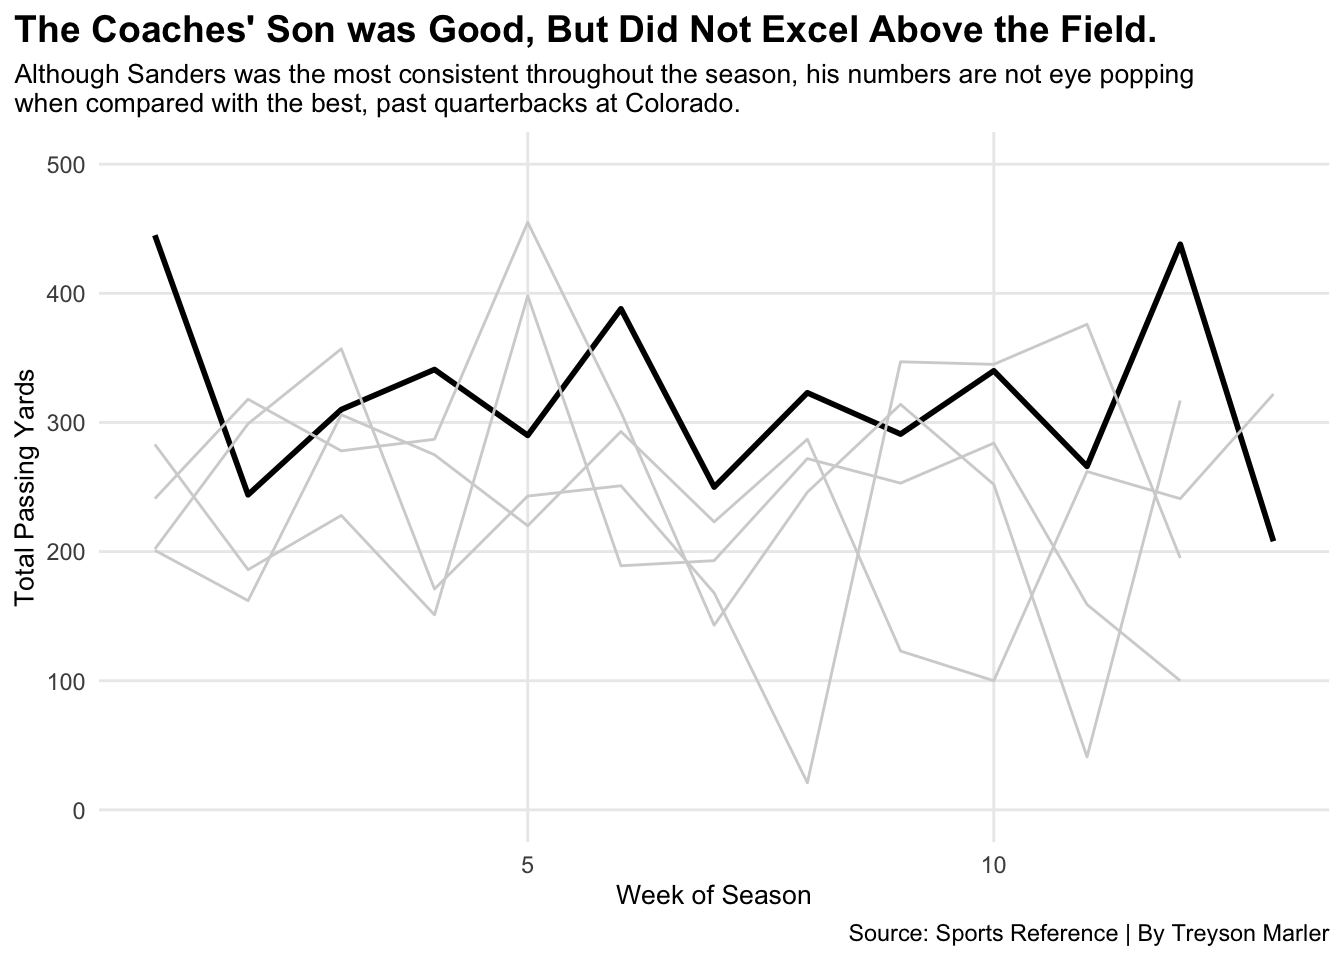 The Coaches' Son was Good, But Did Not Excel Above the Field.
Although Sanders was the most consistent throughout the season, his numbers are not eye popping
when compared with the best, past quarterbacks at Colorado.
500
400
300
200
100
0
Total Passing Yards
5
10
Week of Season
Source: Sports Reference | By Treyson Marler